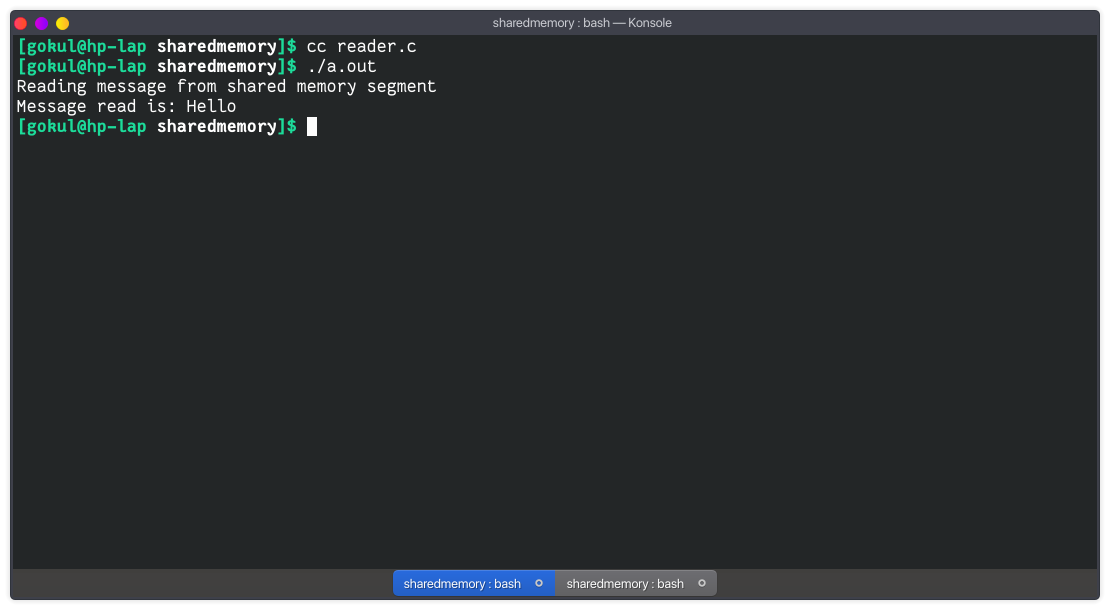 sharedmemory : bash — Konsole
[gokul@hp-lap sharedmemory]$ cc reader.c
[gokul@hp-lap sharedmemory]$ ./a.out
Reading message from shared memory segment
Message read is: Hello
[gokul@hp-lap sharedmemory]$
sharedmemory : bash sharedmemory : bash